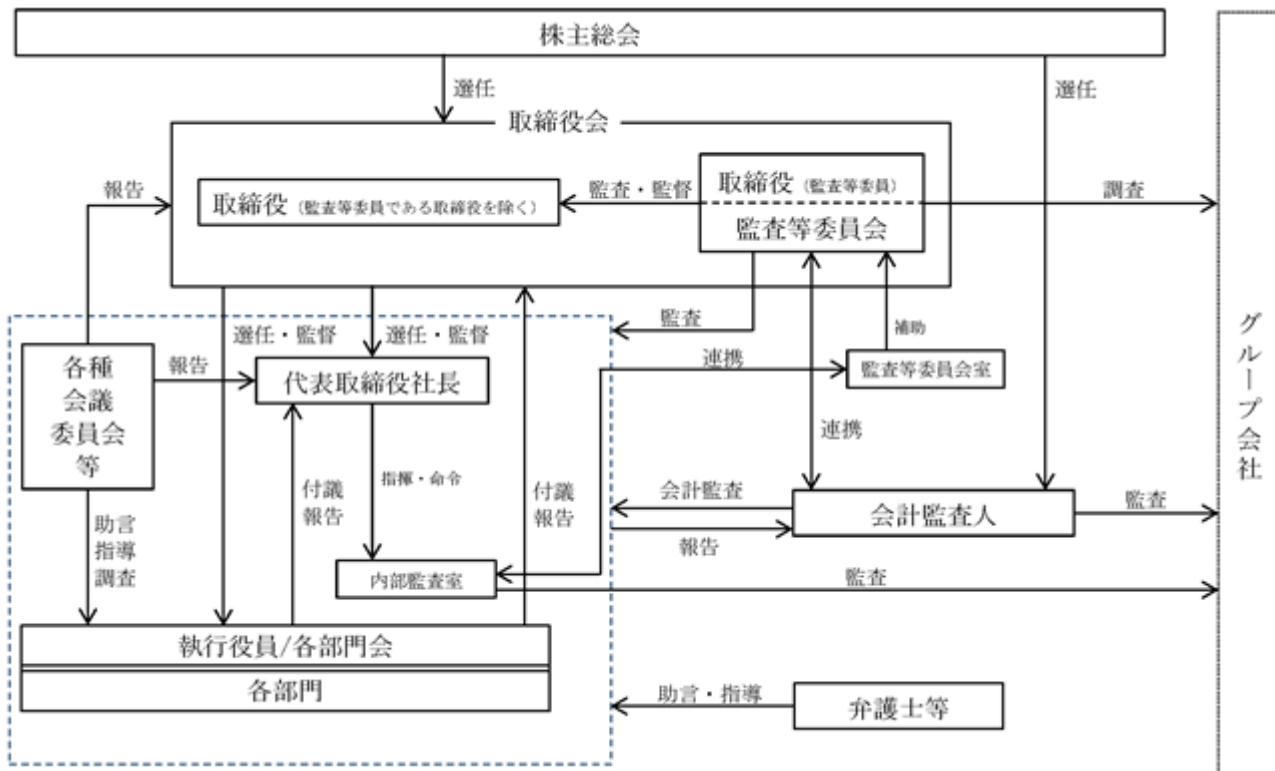 株主総会
選任
選任
取締役会
報告
取締役（監査等委員である取締役を除く）
監査・監督
取締役（監査等委員）
監査等委員会
調査
グループ会社
選任・監督
選任・監督
監査
補助
各種
会議
委員会
等
報告
代表取締役社長
連携
監査等委員会室
連携
指揮・命令
付議
報告
付議
報告
会計監査
会計監査人
監査
報告
助言
指導
調査
内部監査室
監査
執行役員/各部門会
各部門
助言・指導
弁護士等